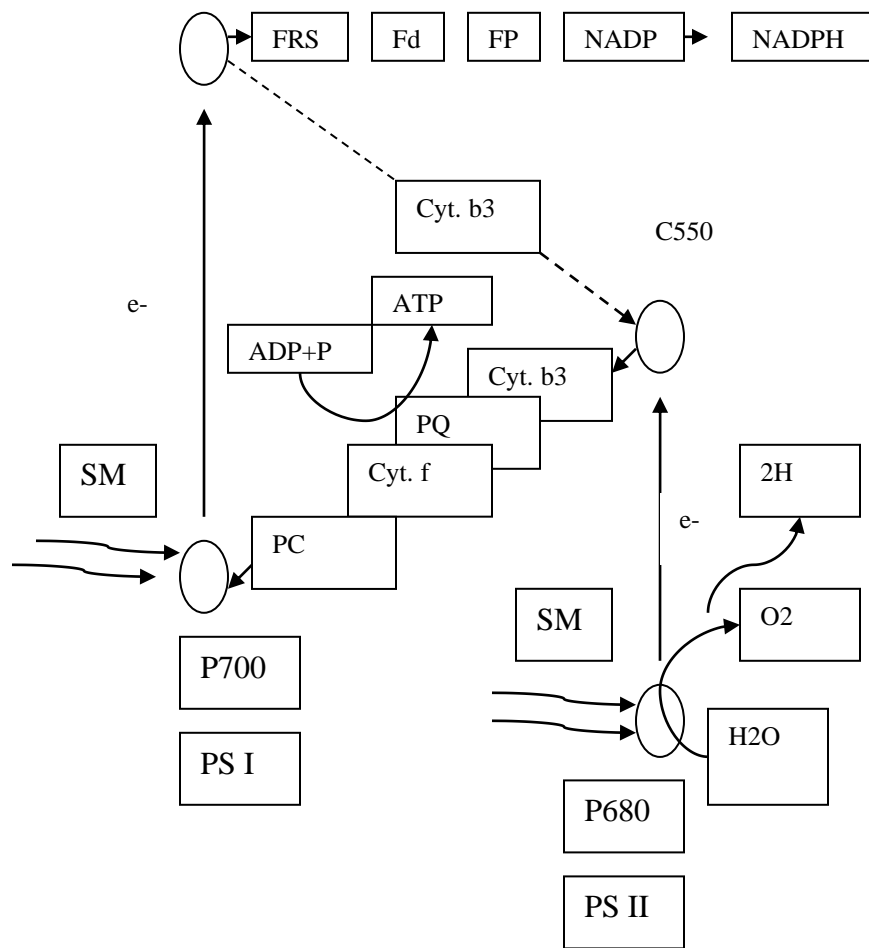 FRS
Fd
FP
NADP
NADPH
Cyt. b3
C550
e-
ATP
ADP+P
Cyt. b3
PQ
SM
Cyt. f
2H
e-
PC
SM
O2
P700
PS I
H2O
P680
PS II